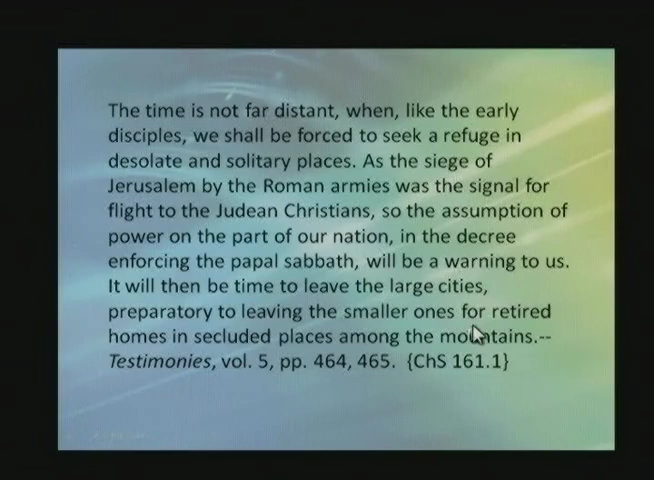 The time is not far distant, when, like the early
disciples, we shall be forced to seek a refuge in
desolate and solitary places. As the siege of
Jerusalem by the Roman armies was the signal for
flight to the Judean Christians, so the assumption of
power on the part of our nation, in the decree
enforcing the papal sabbath, will be a warning to us.
It will then be time to leave the large cities,
preparatory to leaving the smaller ones for retired
homes in secluded places among the mountains.--
Testimonies, vol. 5, pp. 464, 465. {ChS 161.1}